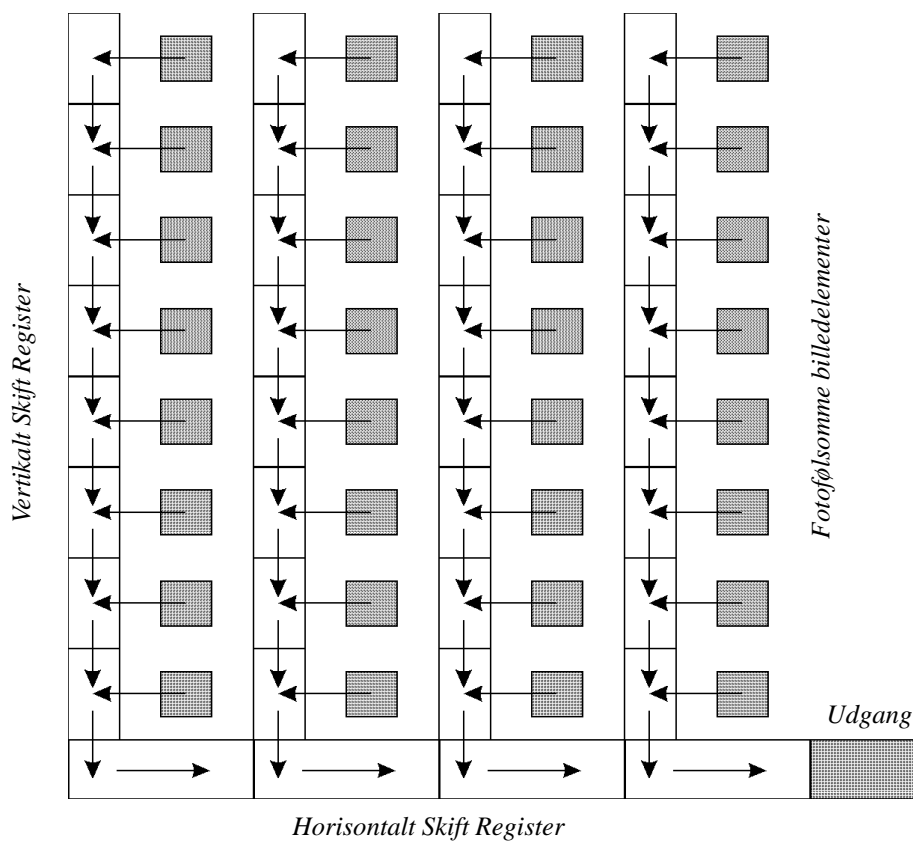 Vertikalt Skift Register
Fotofølsomme billedelementer
Udgang
Horisontalt Skift Register